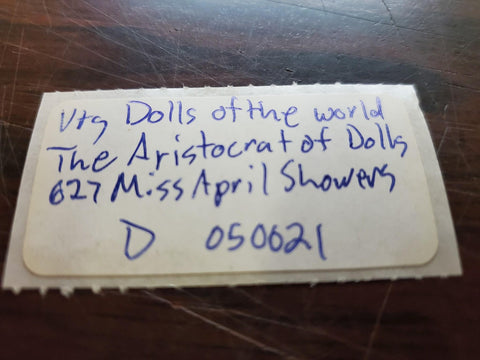 Vtg Dolls of the world
The Aristocrat of Dolls
627 Miss April Showers
D 050621